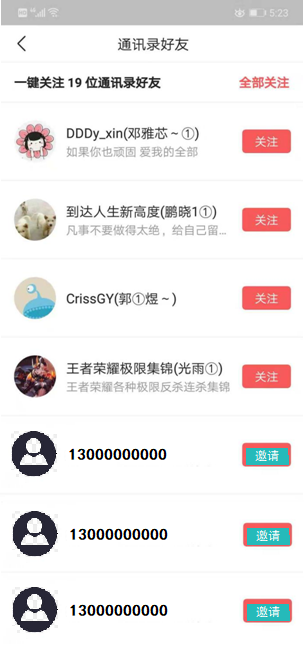 5:23
通讯录好友
一键关注 19 位通讯录好友 全部关注
DDDy_xin(邓雅芯~①)
如果你也顽固 爱我的全部
关注
到达人生新高度(鹏晓1①)
凡事不要做得太绝，给自己留...
关注
CrissGY(郭①煜~)
关注
王者荣耀极限集锦(光雨①)
王者荣耀各种极限反杀连杀集锦
关注
13000000000 邀请
13000000000 邀请
13000000000 邀请